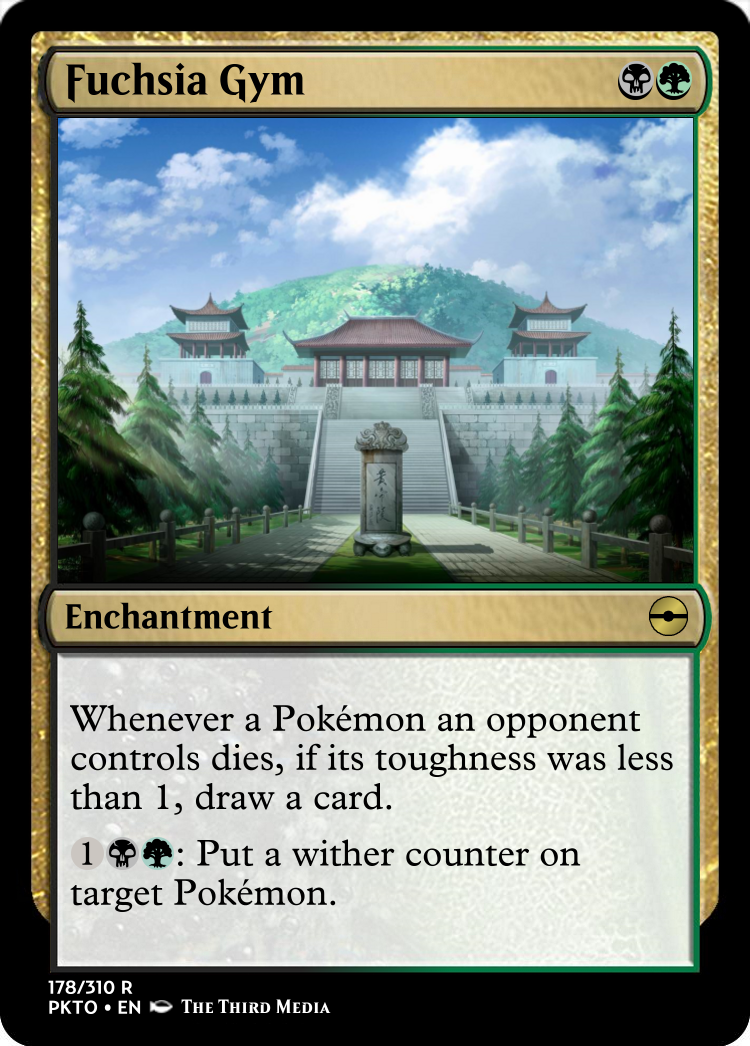 Fuchsia Gym
Enchantment
Whenever a Pokémon an opponent
controls dies, if its toughness was less
than 1, draw a card.
1: Put a wither counter on
target Pokémon.
178/310 R
PKTO • EN The Third Media